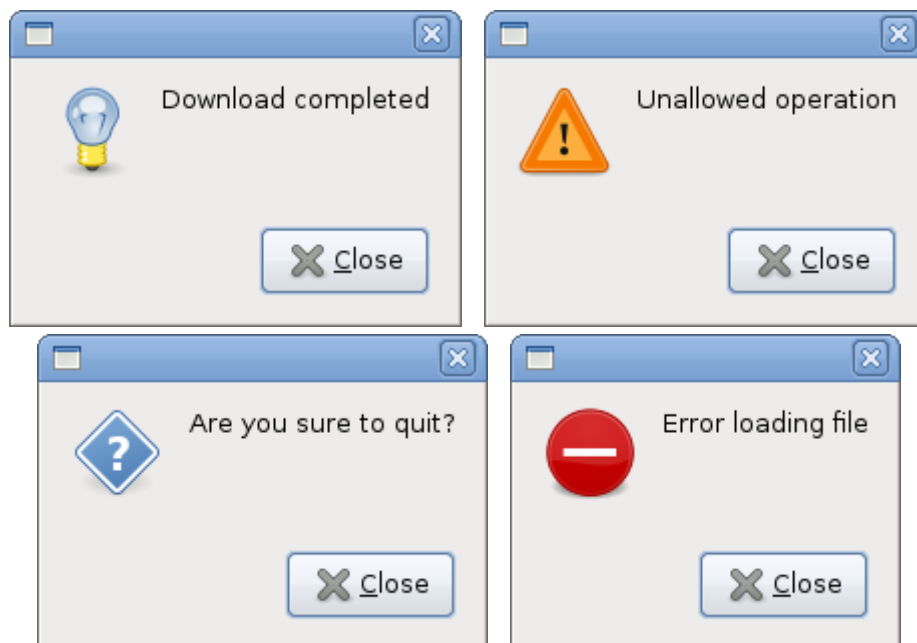 Download completed
Close
Unallowed operation
!
Close
Are you sure to quit?
?
Close
Error loading file
Close